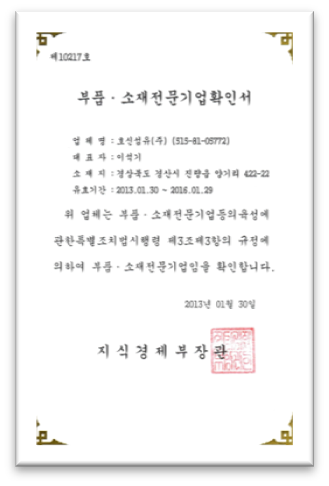 제10217호
부품 · 소재전문기업확인서
업 체 명 : 호신섬유(주) (515-81-05772)
대 표 자 : 이석기
소 재 지 : 경상북도 경산시 진량읍 양기리 422-22
유효기간 : 2013.01.30 ~ 2016.01.29
위 업체는 부품 · 소재전문기업등의육성에
관한특별조치법시행령 제3조제3항의 규정에
의하여 부품 · 소재전문기업임을 확인합니다.
2013년 01월 30일
지식경제부장관